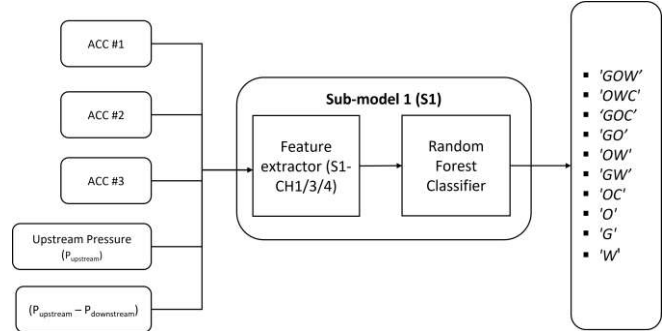 ACC #1
ACC #2
ACC #3
Upstream Pressure
(Pupstream)
(Pupstream – Pdownstream)
Sub-model 1 (S1)
Feature
extractor (S1-
CH1/3/4)
Random
Forest
Classifier
▪ 'GOW’
▪ 'OWC'
▪ ‘GOC’
▪ 'GO’
▪ 'OW'
▪ 'GW’
▪ 'OC'
▪ 'O'
▪ 'G'
▪ 'W'